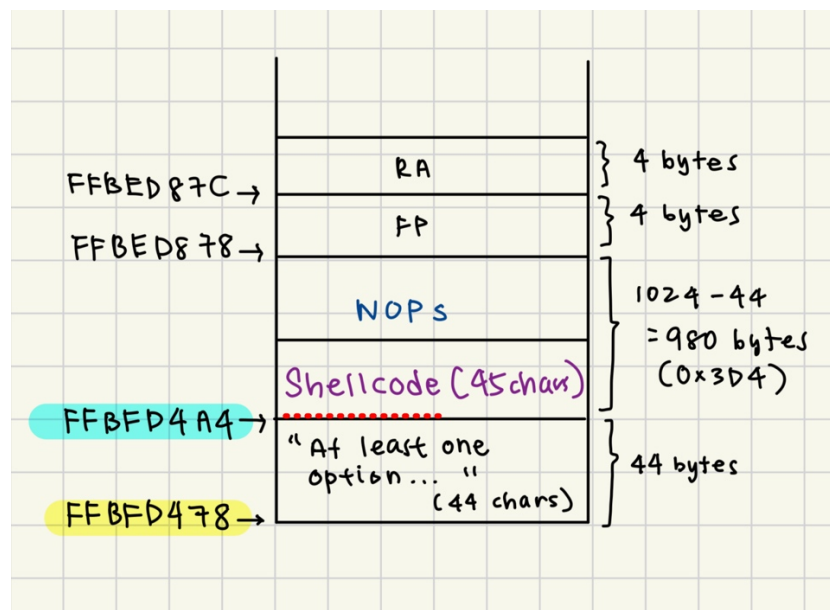 RA
4 bytes
FFBED87C →
FP
4 bytes
FFBED878 →
NOPs
1024 - 44
= 980 bytes
(0x3D4)
Shellcode (45 chars)
FFBFD4A4 →
"At least one
option... "
(44 chars)
44 bytes
FFBFD478 →